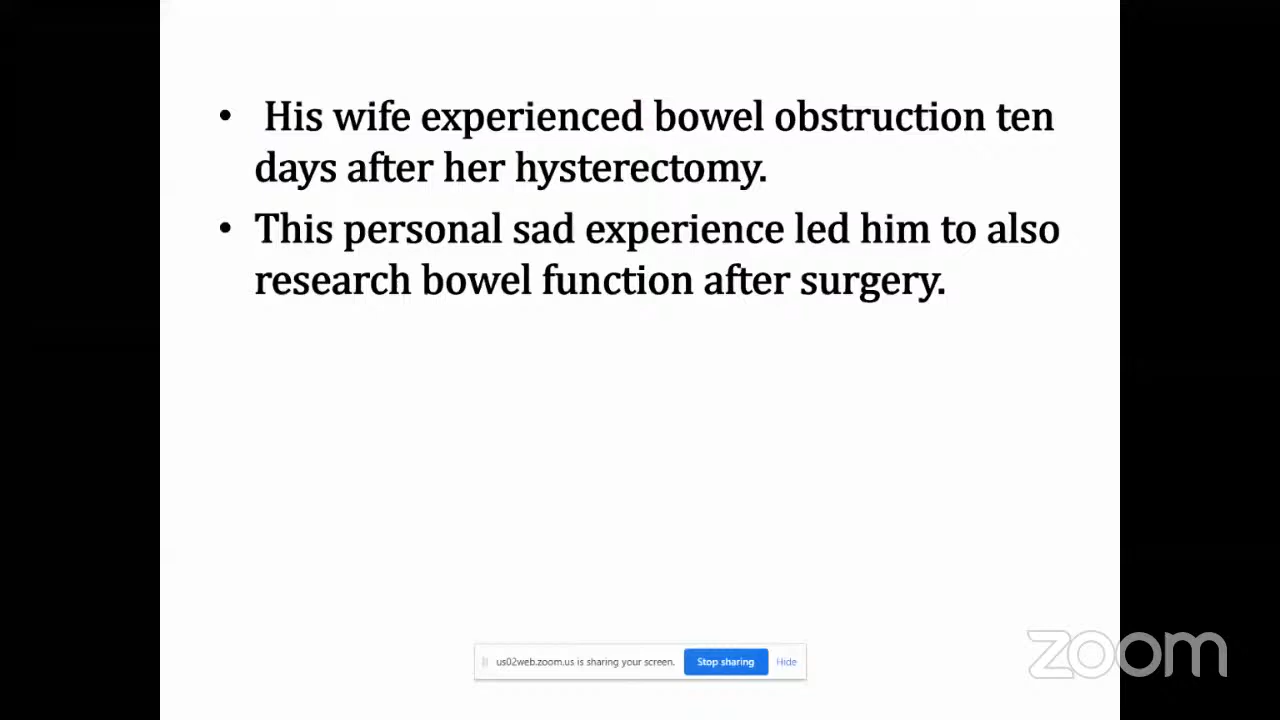 • His wife experienced bowel obstruction ten
days after her hysterectomy.
• This personal sad experience led him to also
research bowel function after surgery.
us02web.zoom.us is sharing your screen. Stop sharing Hide
zoom